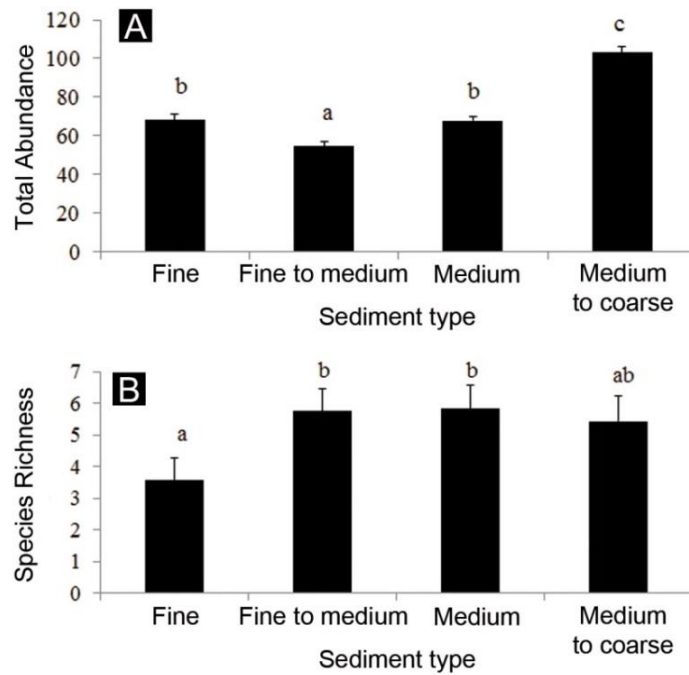 A
Total Abundance
120
100
80
60
40
20
0
b
a
b
c
Fine
Fine to medium
Medium
Medium
to coarse
Sediment type
B
Species Richness
7
6
5
4
3
2
1
0
a
b
b
ab
Fine
Fine to medium
Medium
Medium
to coarse
Sediment type